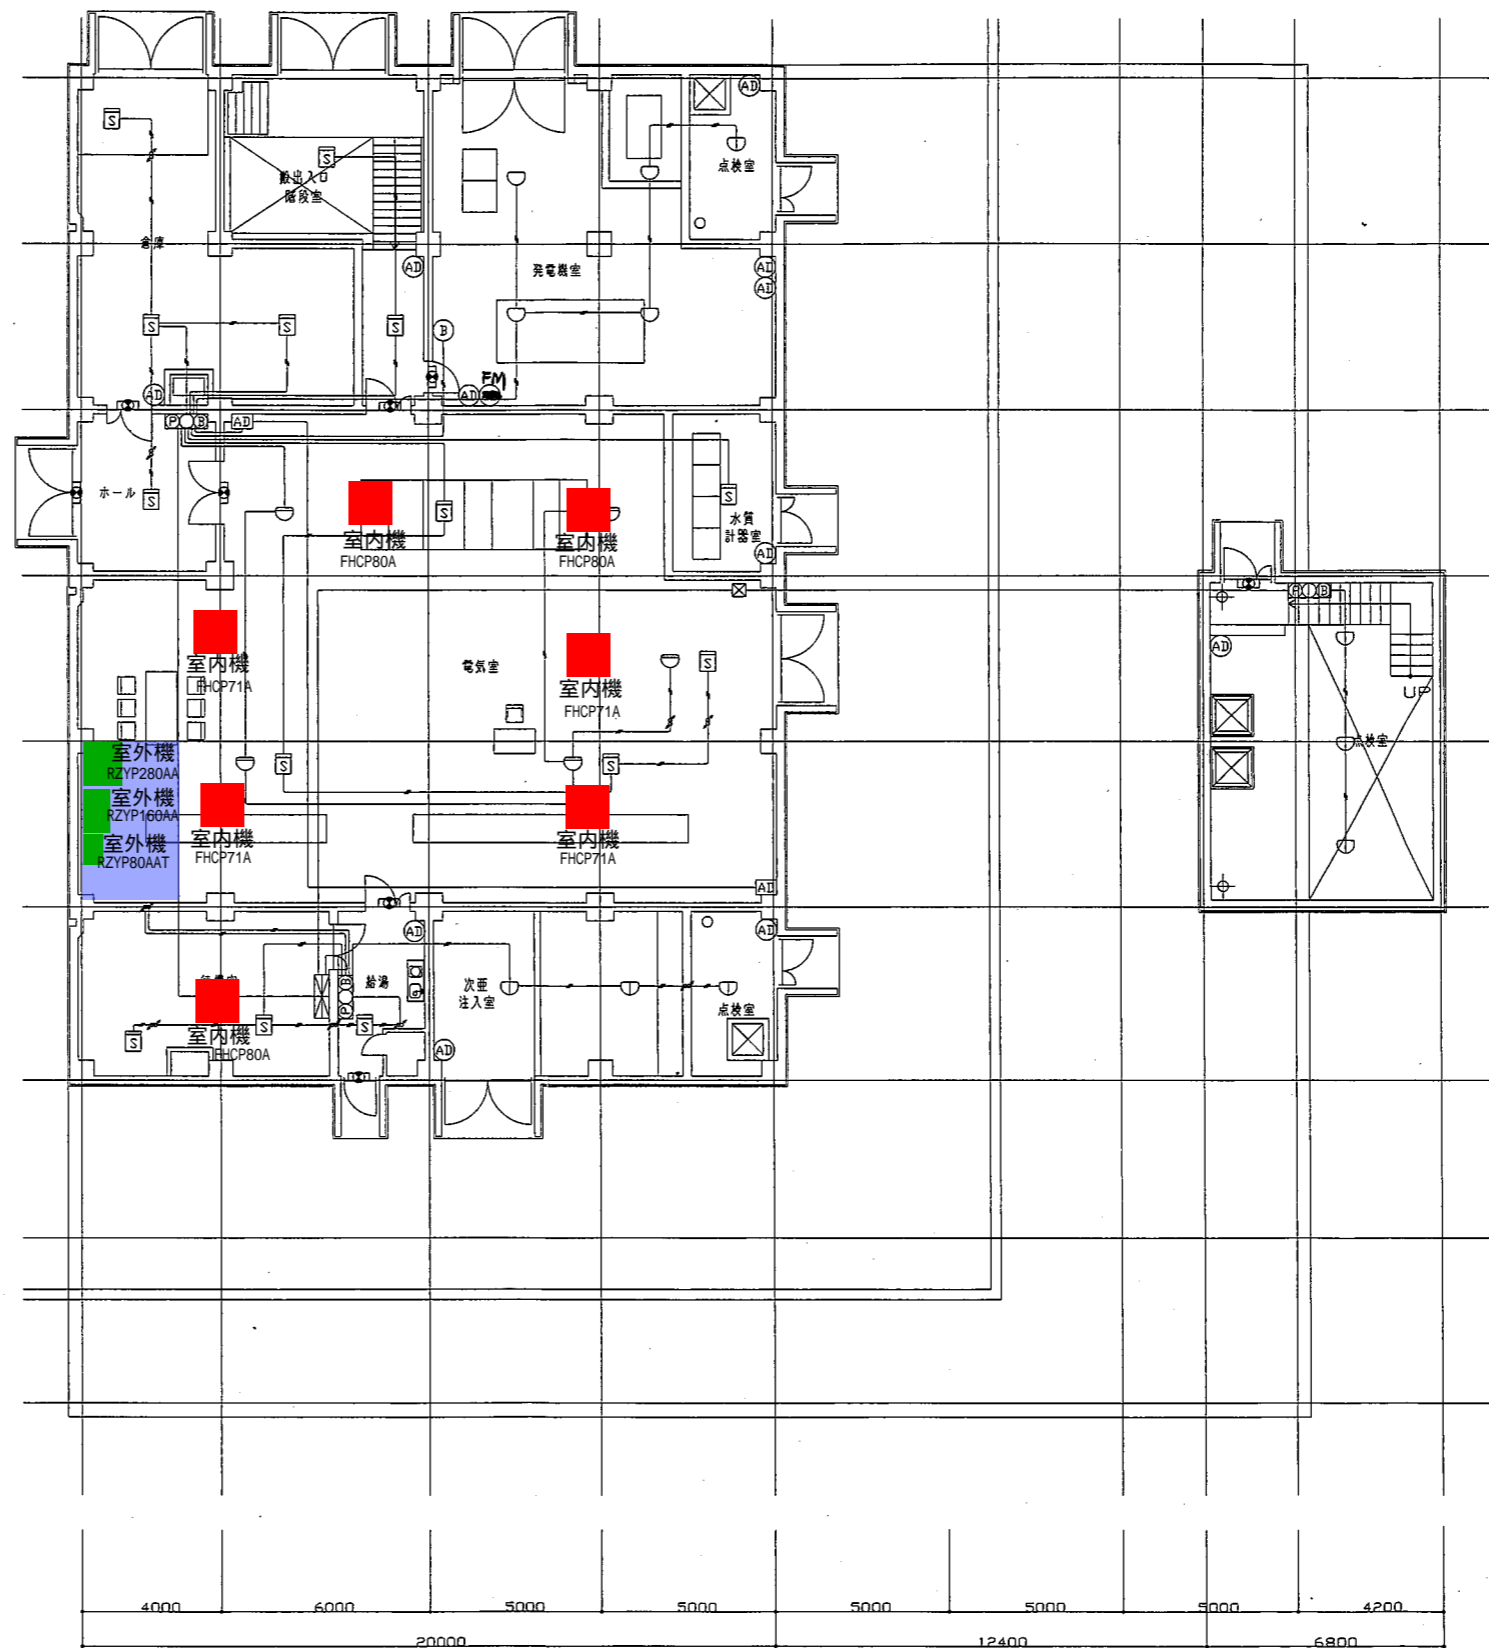 AD
S
点検室
S
搬出入口
階段室
倉庫
AD
発電機室
AD
AD
S
S
S
B
FM
AD
AD
P
B
AD
ホール
S
S
S
水質
計器室
AD
室内機
FHCP80A
室内機
FHCP80A
P
B
AD
UP
点検室
室内機
FHCP71A
電気室
S
室内機
FHCP71A
室外機
RZYP280AA
S
S
室外機
RZYP160AA
室外機
RZYP80AAT
室内機
FHCP71A
室内機
FHCP71A
AD
AD
AD
給湯
B
P
次亜
注入室
点検室
S
S
S
室内機
FHCP80A
AD
4000
6000
5000
5000
5000
5000
5000
4200
20000
12400
6800